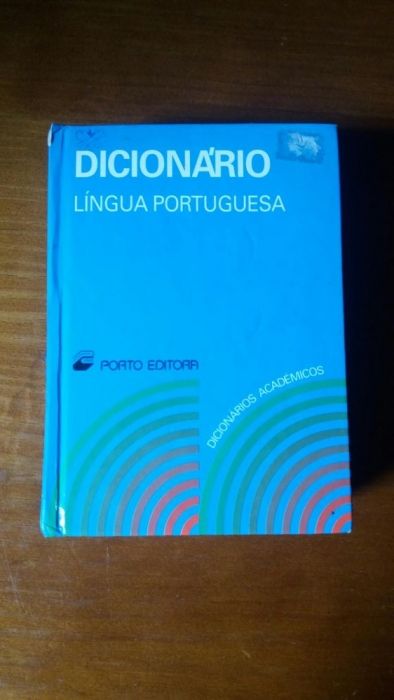 DICIONÁRIO
LÍNGUA PORTUGUESA
PORTO EDITORA
DICIONÁRIOS ACADÉMICOS